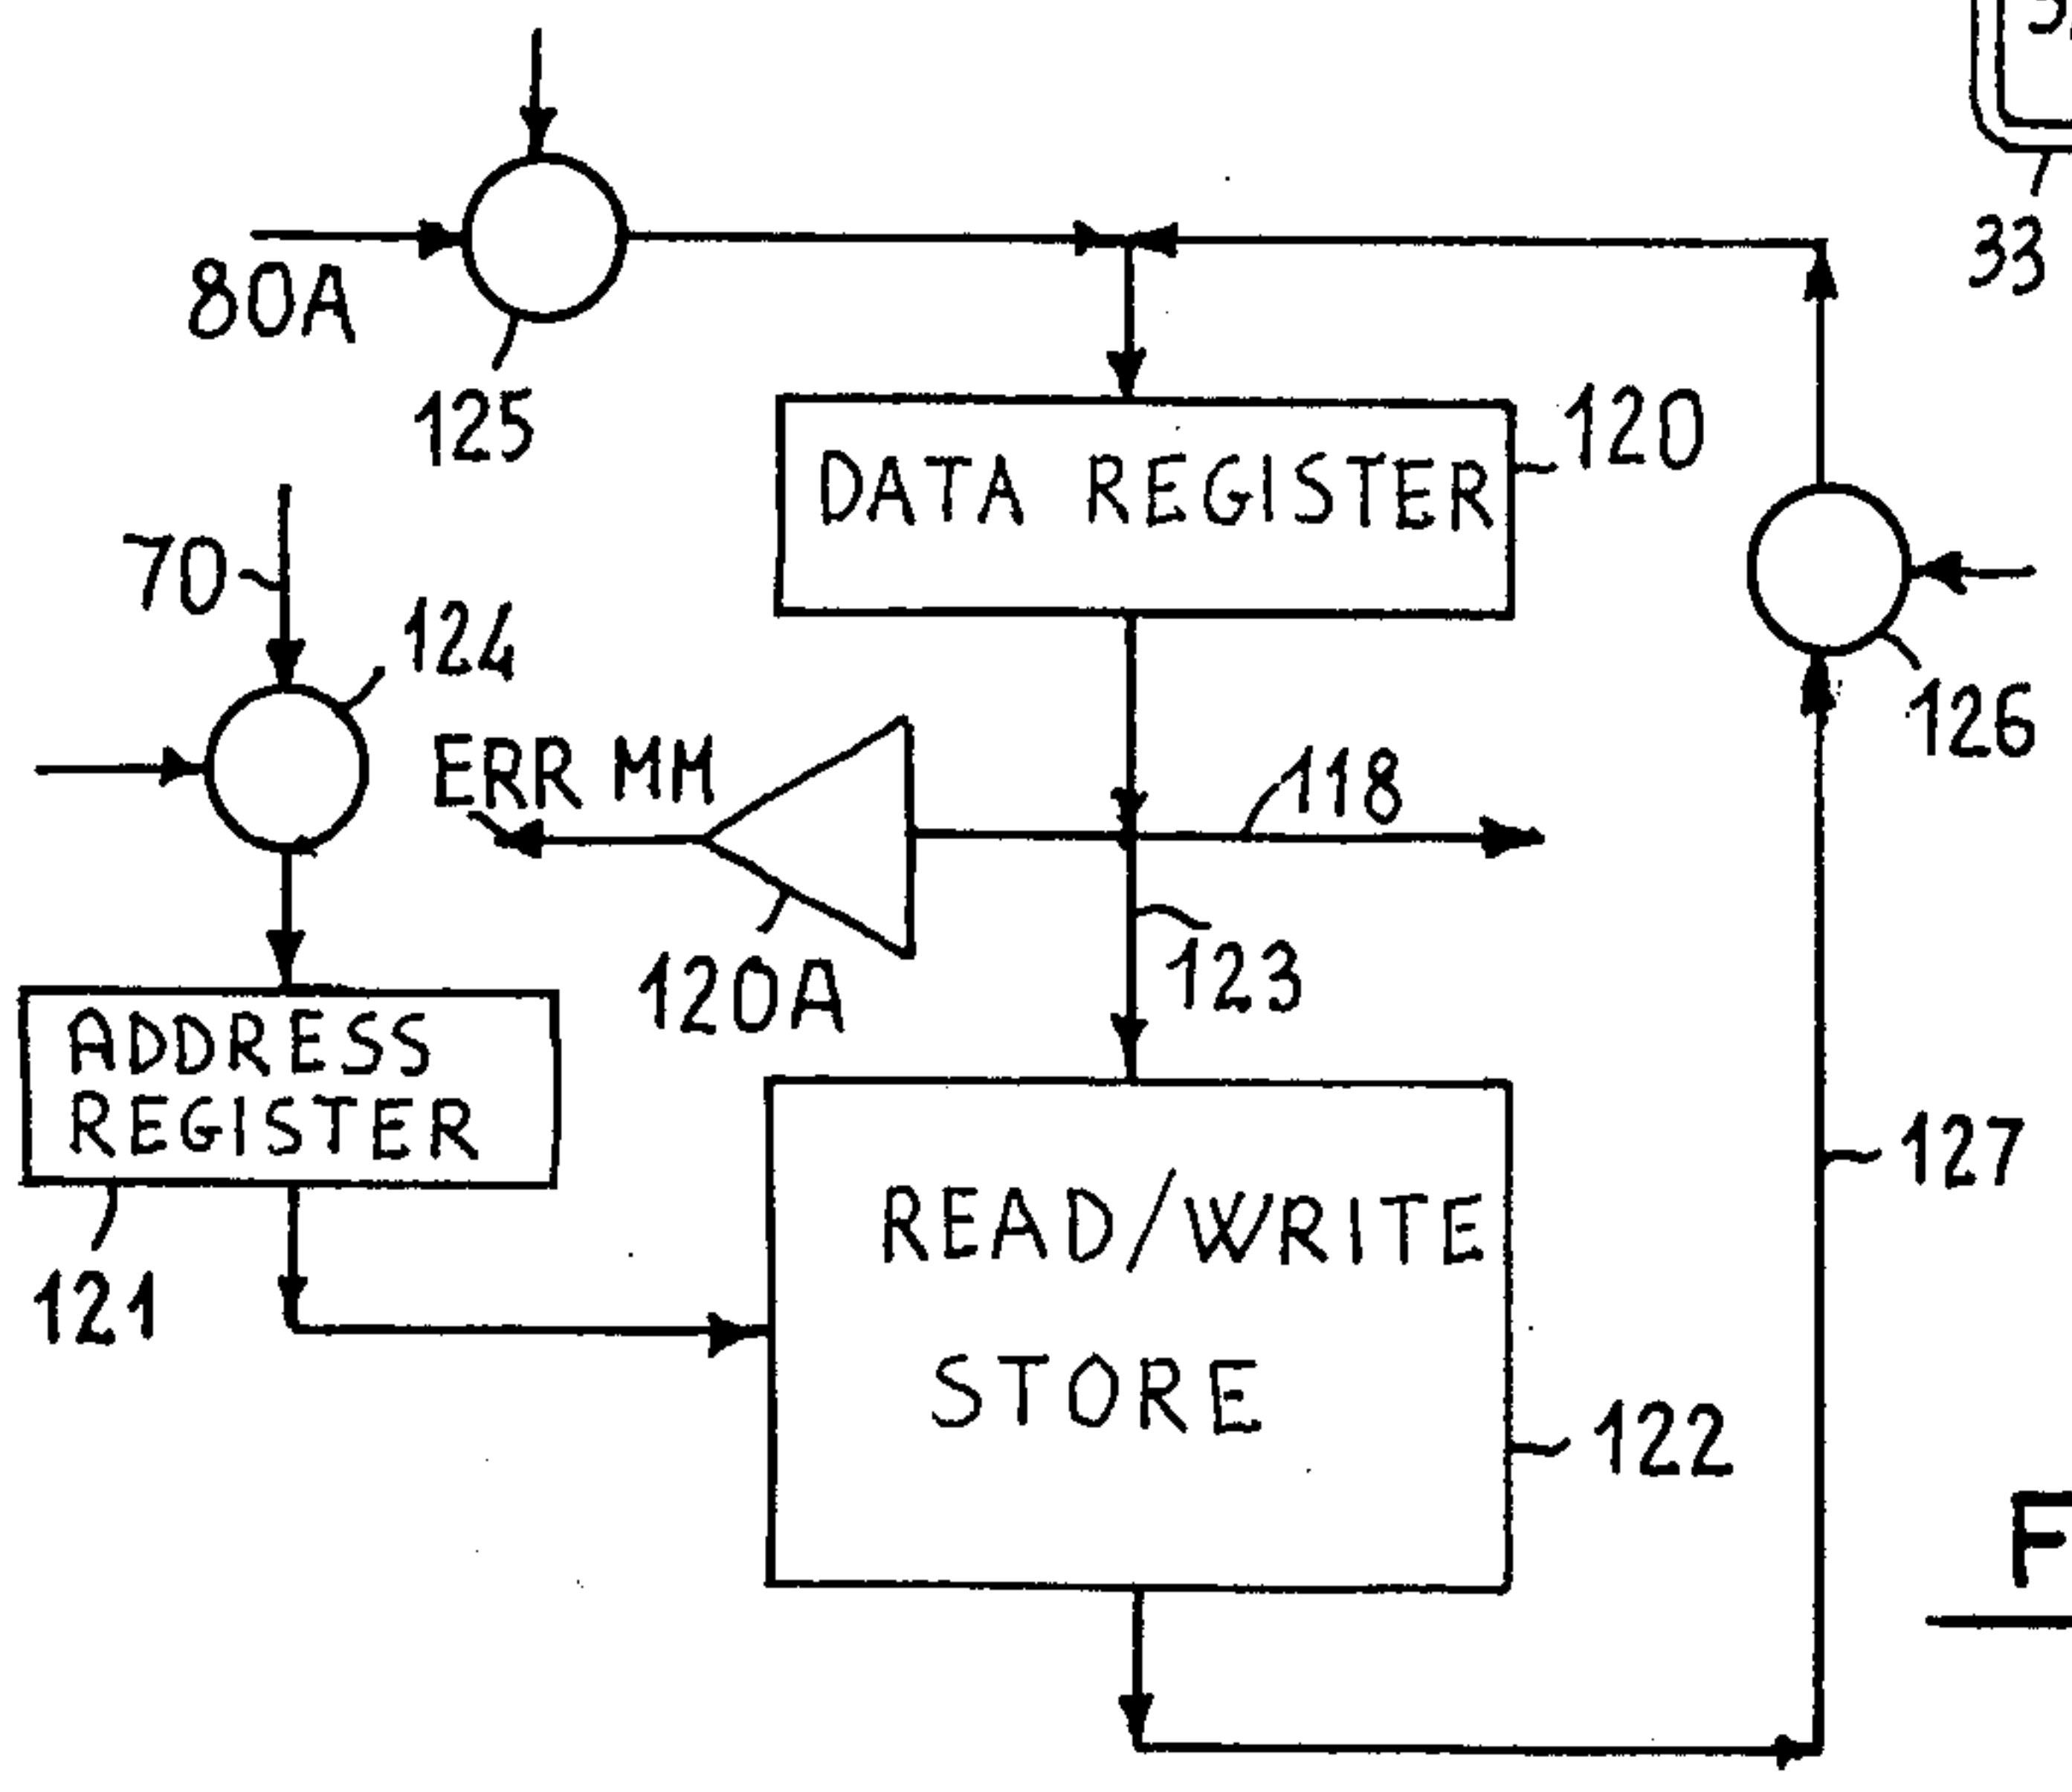 33
80A
125
120
DATA REGISTER
70
124
126
ERR MM
118
120A
123
ADDRESS
REGISTER
127
121
READ/WRITE
STORE
122